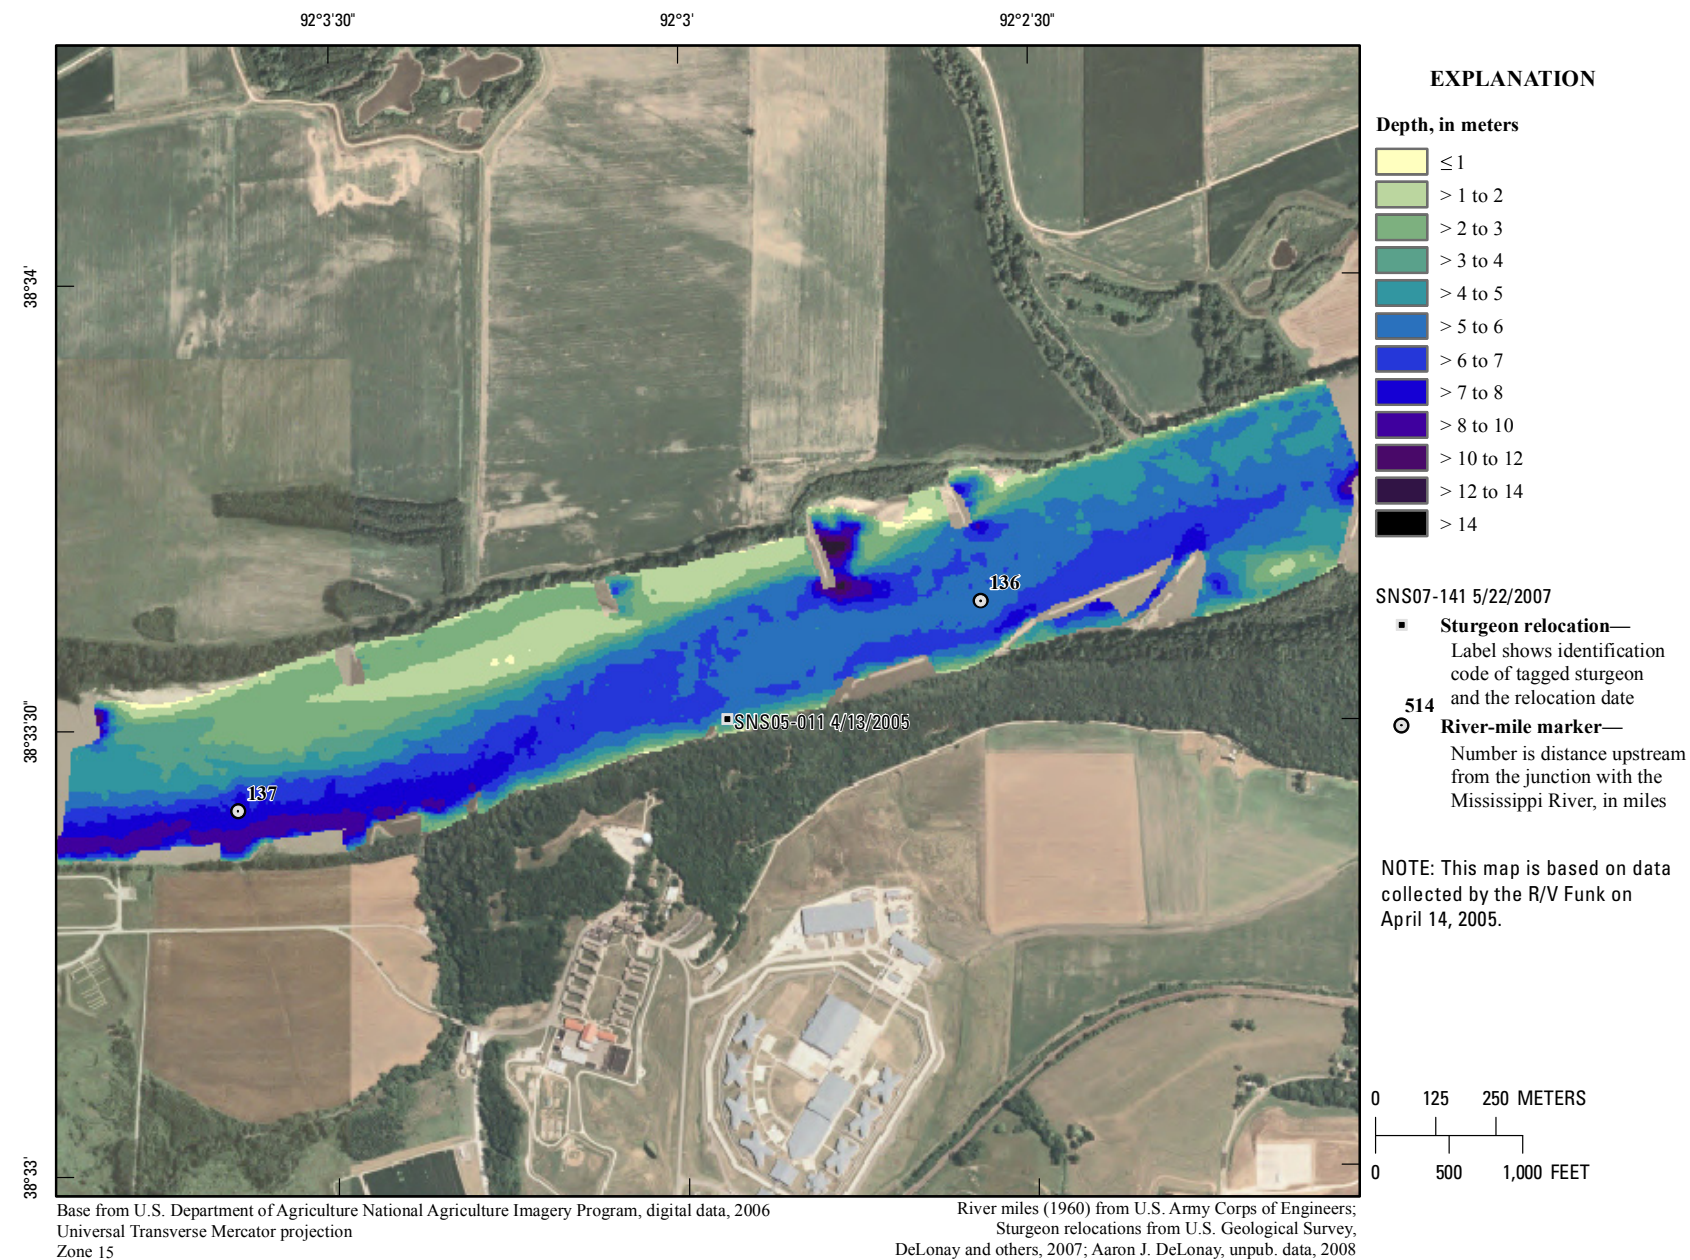 92°3'30"
92°3'
92°2'30"
38°34'
38°33'30"
38°33'
136
SNS05-011 4/13/2005
137
EXPLANATION
Depth, in meters
≤ 1
> 1 to 2
> 2 to 3
> 3 to 4
> 4 to 5
> 5 to 6
> 6 to 7
> 7 to 8
> 8 to 10
> 10 to 12
> 12 to 14
> 14
SNS07-141 5/22/2007
Sturgeon relocation—
Label shows identification
code of tagged sturgeon
and the relocation date
514
River-mile marker—
Number is distance upstream
from the junction with the
Mississippi River, in miles
NOTE: This map is based on data
collected by the R/V Funk on
April 14, 2005.
0 125 250 METERS
0 500 1,000 FEET
Base from U.S. Department of Agriculture National Agriculture Imagery Program, digital data, 2006
Universal Transverse Mercator projection
Zone 15
River miles (1960) from U.S. Army Corps of Engineers;
Sturgeon relocations from U.S. Geological Survey,
DeLonay and others, 2007; Aaron J. DeLonay, unpub. data, 2008